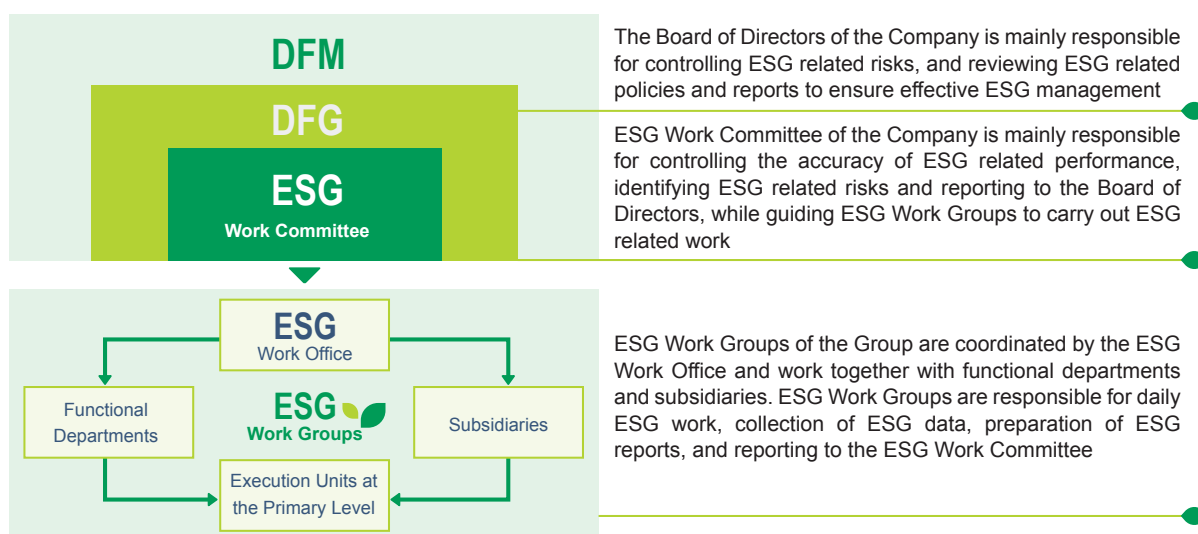 DFM
DFG
ESG
Work Committee
The Board of Directors of the Company is mainly responsible
for controlling ESG related risks, and reviewing ESG related
policies and reports to ensure effective ESG management
ESG Work Committee of the Company is mainly responsible
for controlling the accuracy of ESG related performance,
identifying ESG related risks and reporting to the Board of
Directors, while guiding ESG Work Groups to carry out ESG
related work
ESG
Work Office
Functional
Departments
ESG
Work Groups
Subsidiaries
Execution Units at
the Primary Level
ESG Work Groups of the Group are coordinated by the ESG
Work Office and work together with functional departments
and subsidiaries. ESG Work Groups are responsible for daily
ESG work, collection of ESG data, preparation of ESG
reports, and reporting to the ESG Work Committee